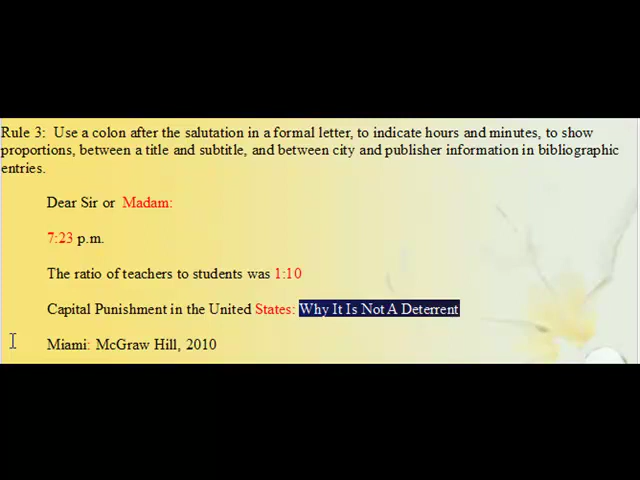 Rule 3:  Use a colon after the salutation in a formal letter, to indicate hours and minutes, to show
proportions, between a title and subtitle, and between city and publisher information in bibliographic
entries.
Dear Sir or  Madam:
7:23 p.m.
The ratio of teachers to students was 1:10
Capital Punishment in the United States: Why It Is Not A Deterrent
Miami: McGraw Hill, 2010